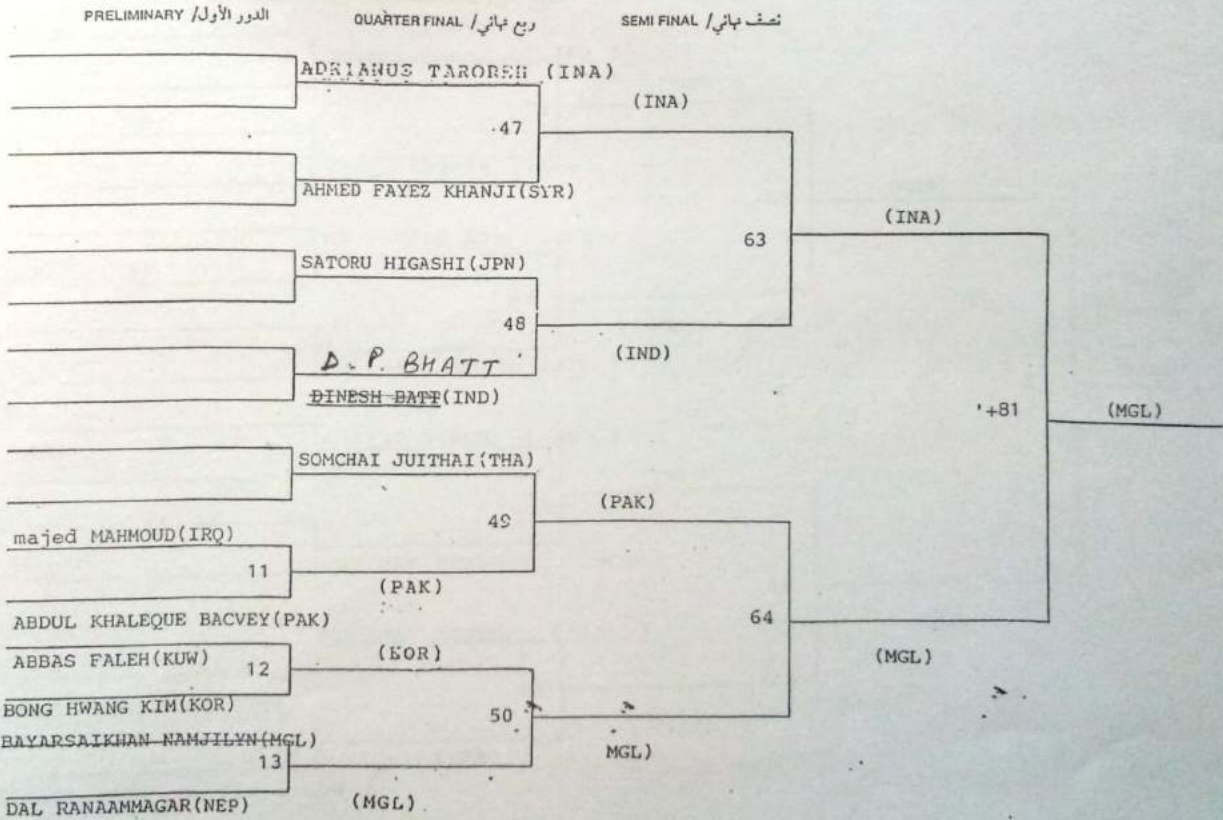 PRELIMINARY /الدور الأول
QUARTER FINAL /ربع نهائي
SEMI FINAL /نصف نهائي
ADRIANUS TAROREH (INA)
47
(INA)
AHMED FAYEZ KHANJI(SYR)
63
(INA)
SATORU HIGASHI(JPN)
48
(IND)
D. P. BHATT
DINESH BATT(IND)
+81
(MGL)
SOMCHAI JUITHAI(THA)
49
(PAK)
majed MAHMOUD(IRQ)
11
(PAK)
ABDUL KHALEQUE BACVEY(PAK)
64
(MGL)
ABBAS FALEH(KUW)
12
(KOR)
BONG HWANG KIM(KOR)
50
MGL)
BAYARSAIKHAN NAMJILYN(MGL)
13
(MGL)
DAL RANAAMMAGAR(NEP)